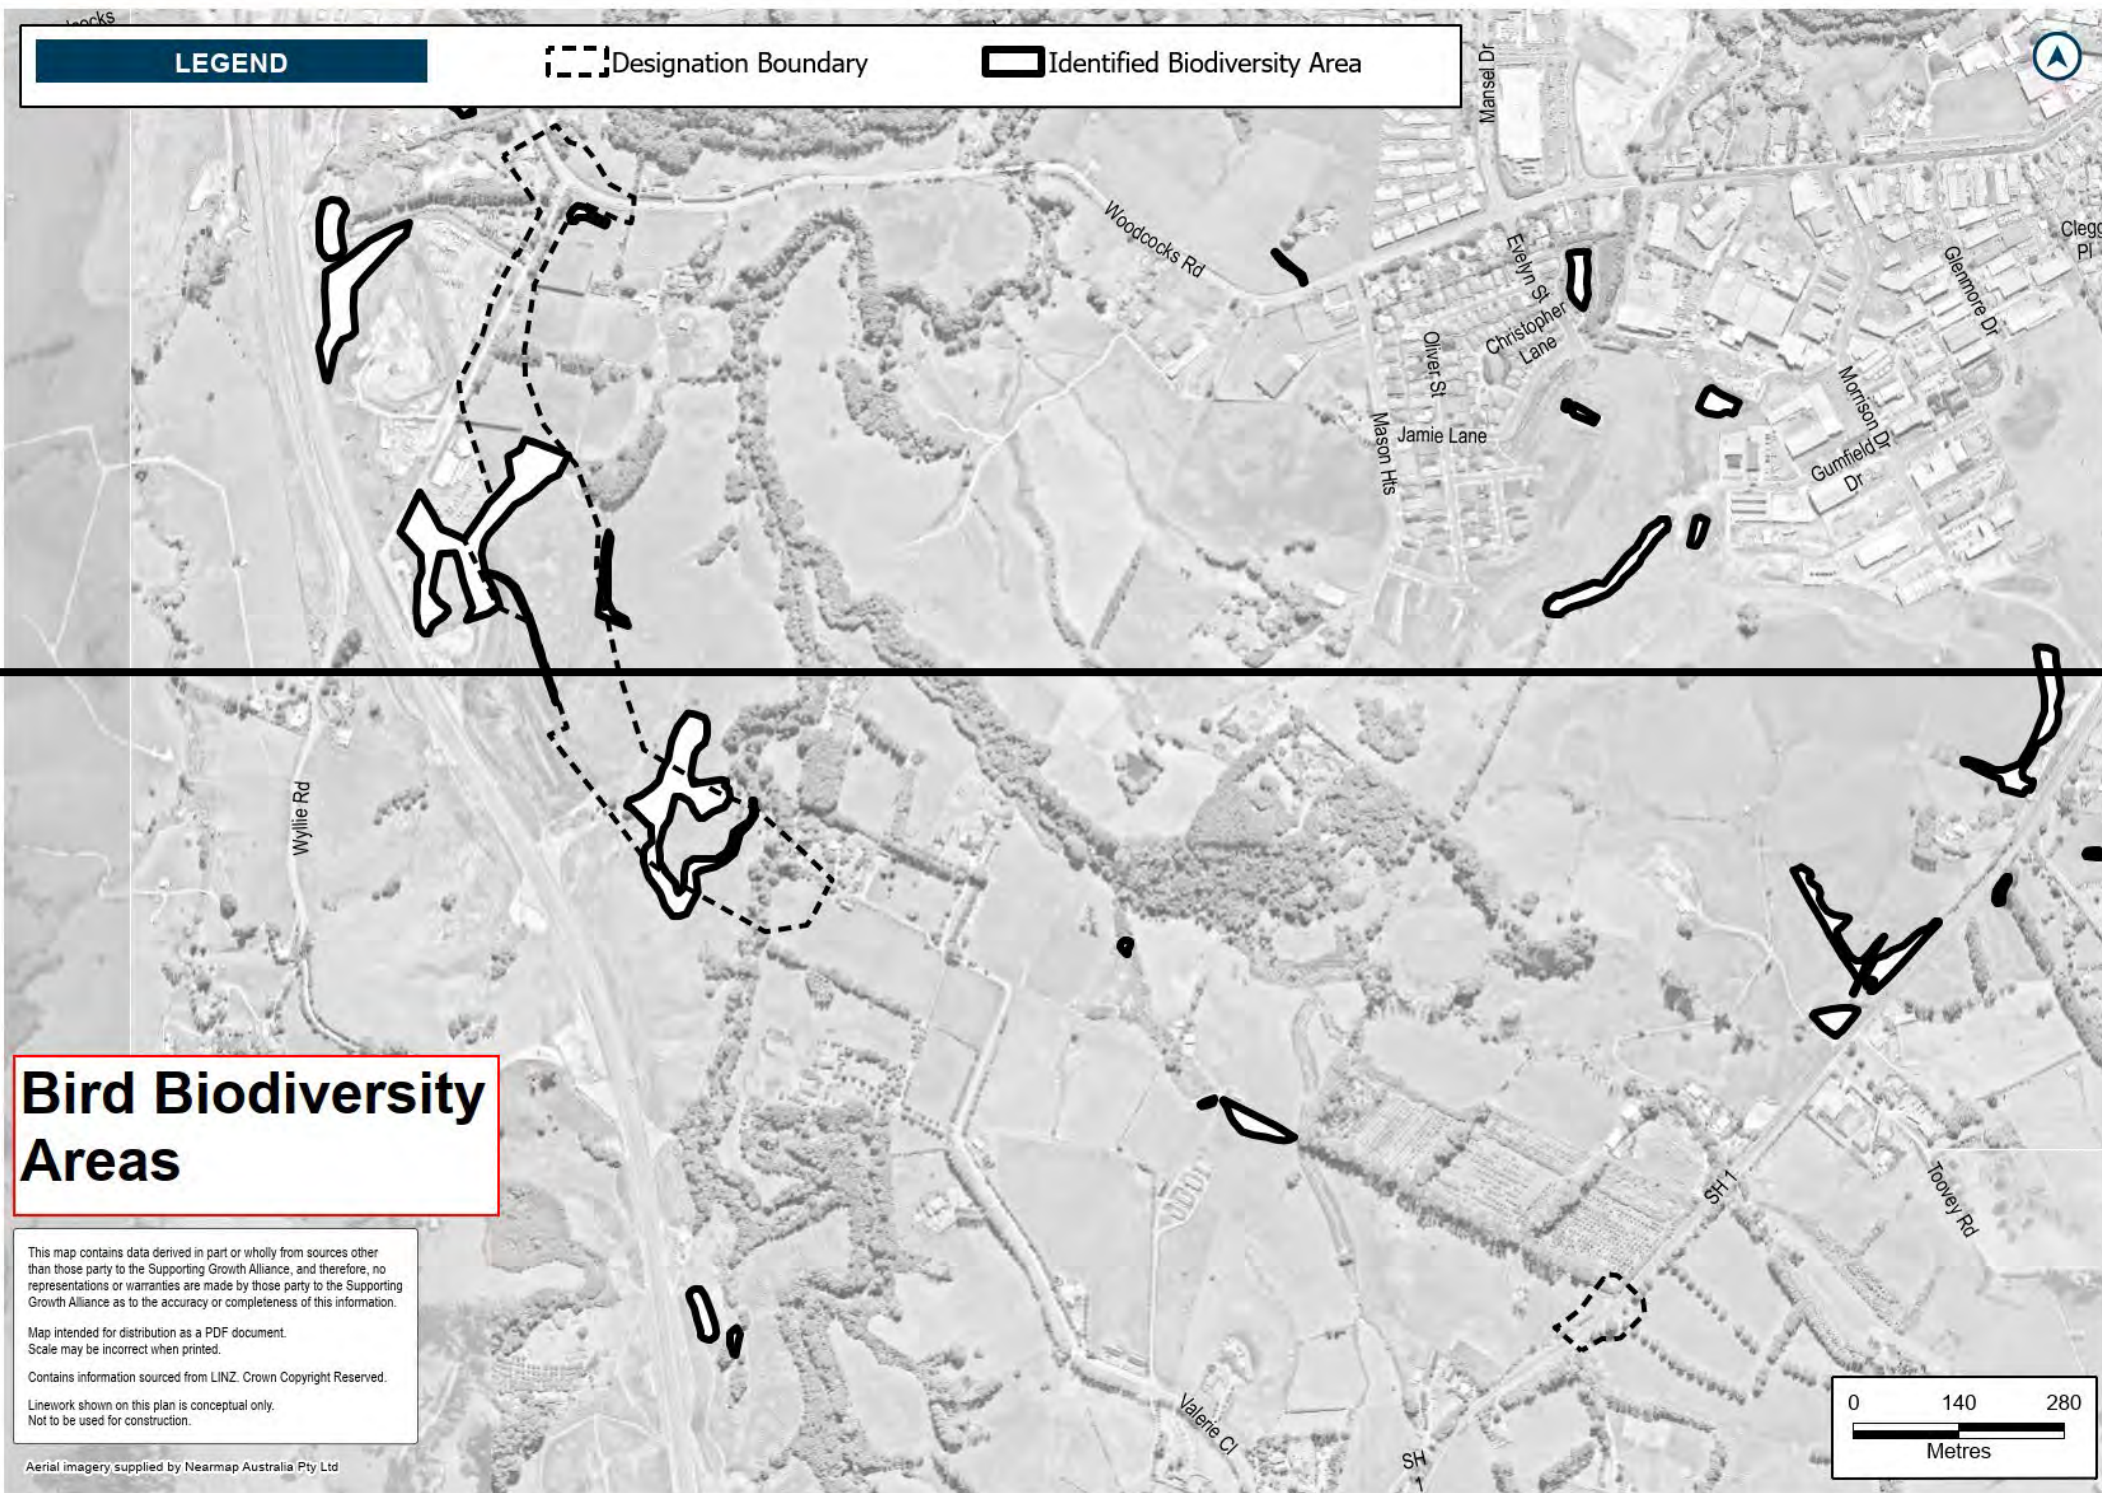 ocks
LEGEND
Designation Boundary
Identified Biodiversity Area
Mansel Dr
Woodcocks Rd
Evelyn St
Christopher
Lane
Oliver St
Jamie Lane
Mason Hts
Clegg
Pl
Glenmore Dr
Morrison Dr
Gumfield
Dr
Wyllie Rd
Bird Biodiversity
Areas
SH 1
Toovey Rd
Valerie Cl
SH
1
This map contains data derived in part or wholly from sources other
than those party to the Supporting Growth Alliance, and therefore, no
representations or warranties are made by those party to the Supporting
Growth Alliance as to the accuracy or completeness of this information.
Map intended for distribution as a PDF document.
Scale may be incorrect when printed.
Contains information sourced from LINZ. Crown Copyright Reserved.
Linework shown on this plan is conceptual only.
Not to be used for construction.
Aerial imagery supplied by Nearmap Australia Pty Ltd
0 140 280
Metres